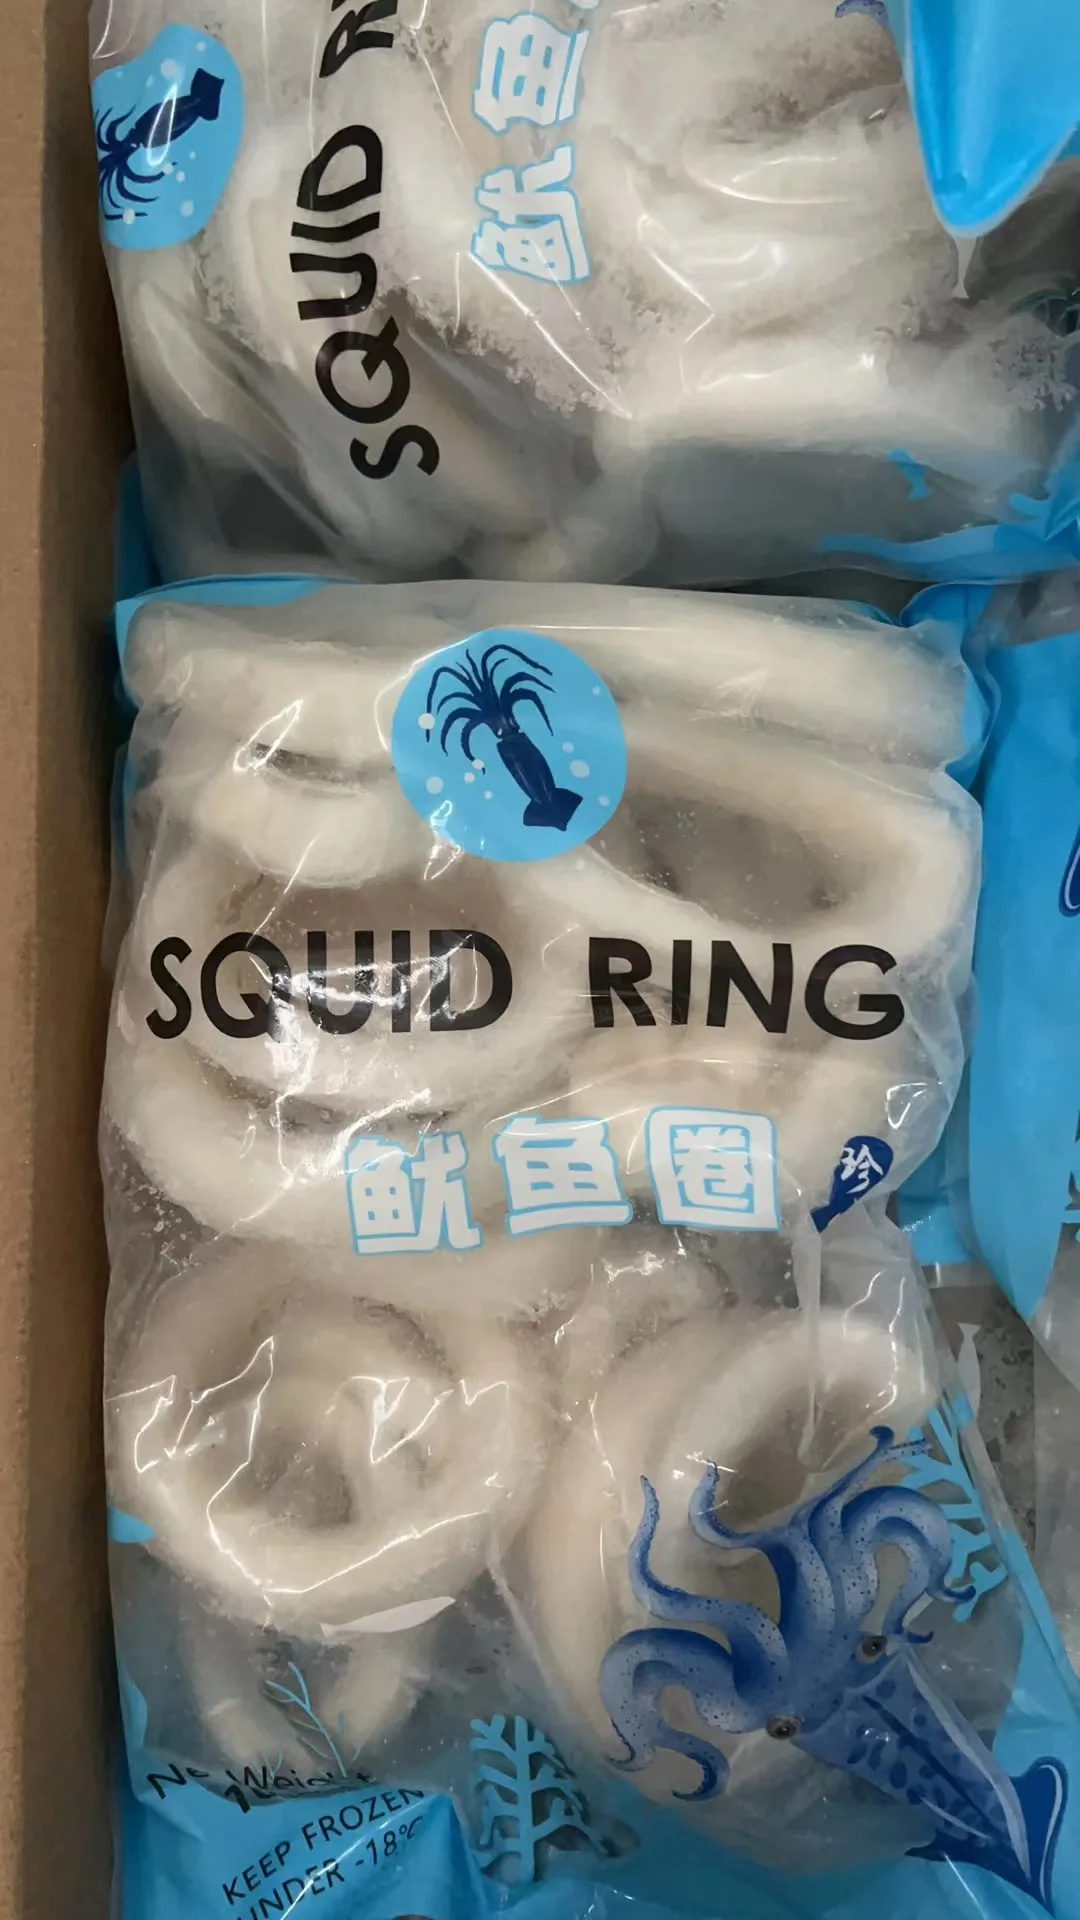 SQUID R
鱿鱼
SQUID RING
鱿鱼圈
珍
KEEP FROZEN
UNDER -18℃